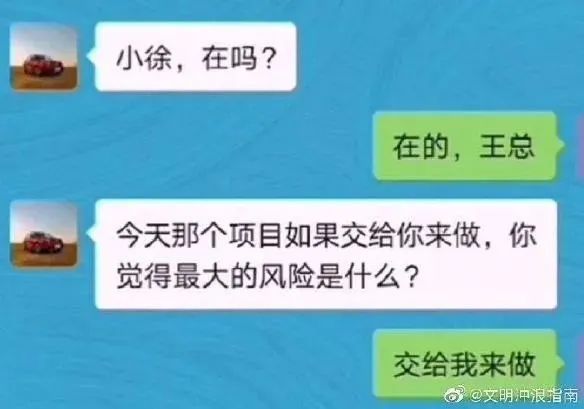 小徐，在吗？
在的，王总
今天那个项目如果交给你来做，你
觉得最大的风险是什么？
交给我来做
@文明冲浪指南